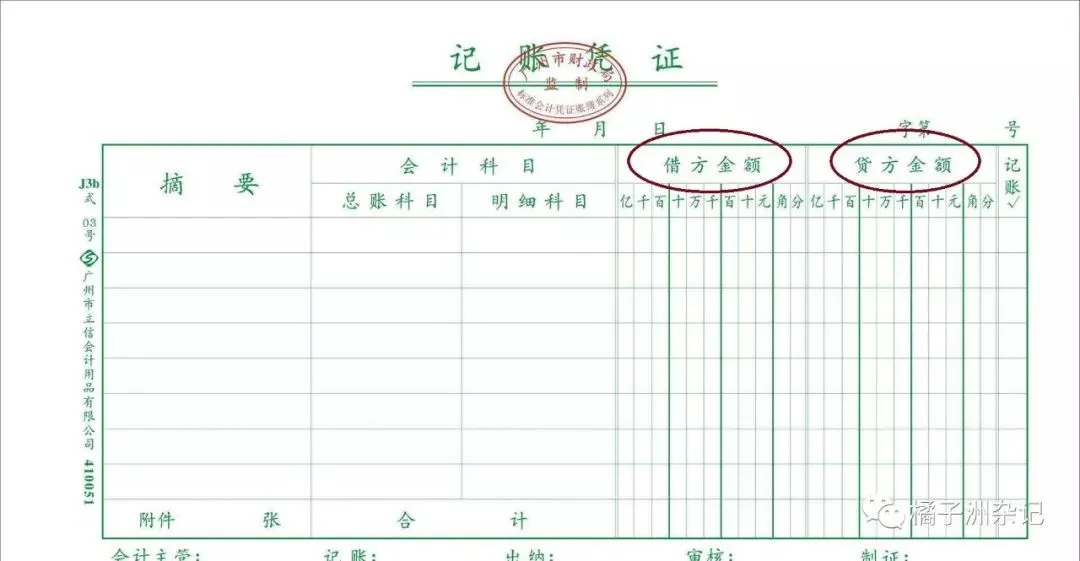 记账凭证
广州市财政局
监制
标准会计凭证账簿系列
年 月 日 字第 号
摘要 会计科目 借方金额 贷方金额 记账✓
总账科目 明细科目 亿千百十万千百十元角分 亿千百十万千百十元角分
附件 张 合计
会计主管: 记账: 出纳: 审核: 制证:
J3b式 03号 广州市立信会计用品有限公司 410051
橘子洲杂记